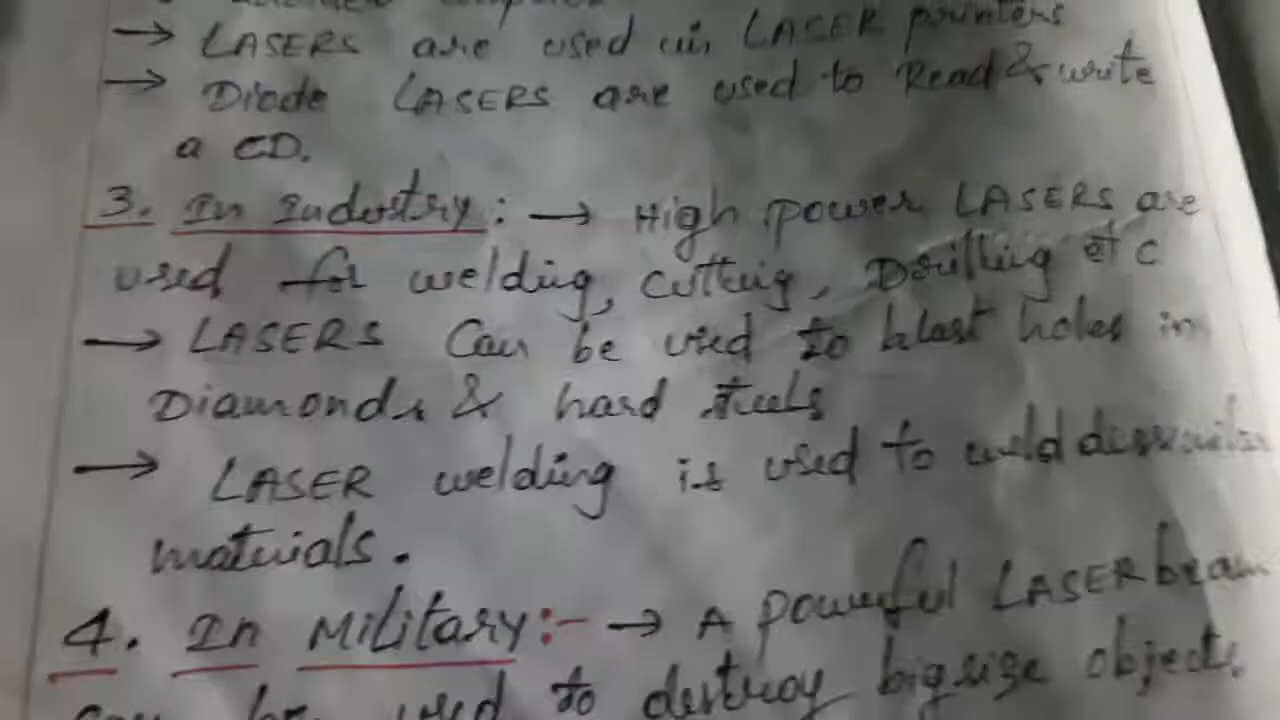 → LASERS are used in LASER printers
→ Diode LASERS are used to Read & write
a CD.
3. In Industry: → High power LASERS are
used for welding, cutting, Drilling etc
→ LASERS Can be used to blast holes in
Diamonds & hard steels
→ LASER welding is used to weld dissimilar
materials.
4. In Military:- → A powerful LASER beam
can be used to destroy big size objects.